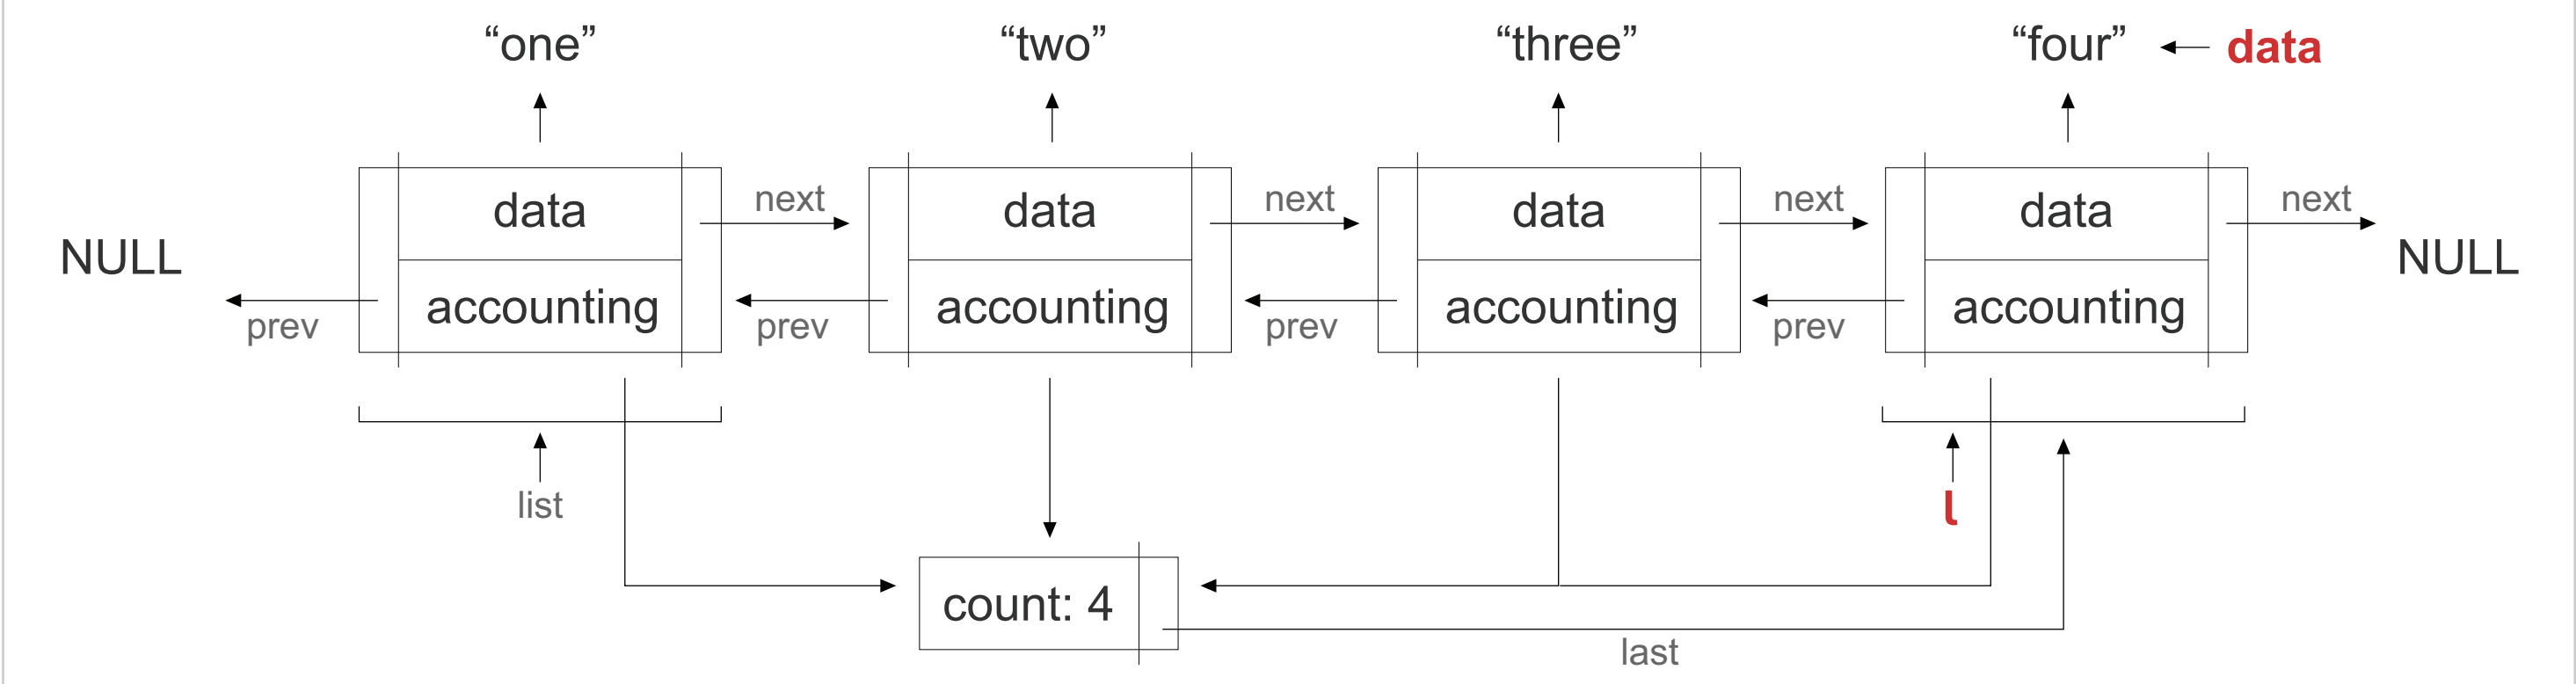 “one” “two” “three” “four” data
data next data next data next data next
NULL NULL
accounting accounting accounting accounting
prev prev prev prev
list l
count: 4
last